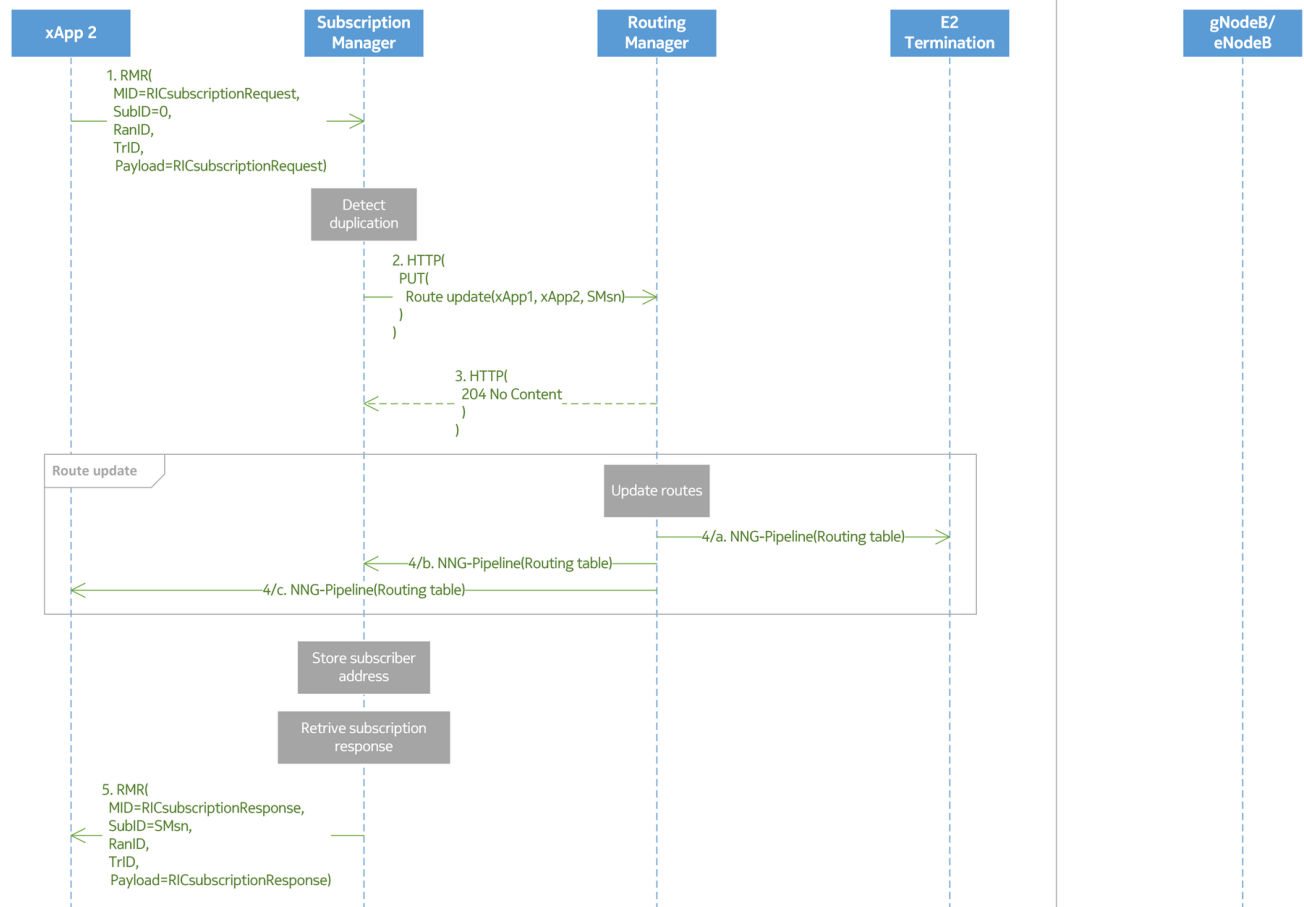 xApp 2
Subscription
Manager
Routing
Manager
E2
Termination
gNodeB/
eNodeB
1. RMR(
MID=RICsubscriptionRequest,
SubID=0,
RanID,
TrID,
Payload=RICsubscriptionRequest)
Detect
duplication
2. HTTP(
PUT(
Route update(xApp1, xApp2, SMsn)
)
)
3. HTTP(
204 No Content
)
)
Route update
Update routes
4/a. NNG-Pipeline(Routing table)
4/b. NNG-Pipeline(Routing table)
4/c. NNG-Pipeline(Routing table)
Store subscriber
address
Retrive subscription
response
5. RMR(
MID=RICsubscriptionResponse,
SubID=SMsn,
RanID,
TrID,
Payload=RICsubscriptionResponse)